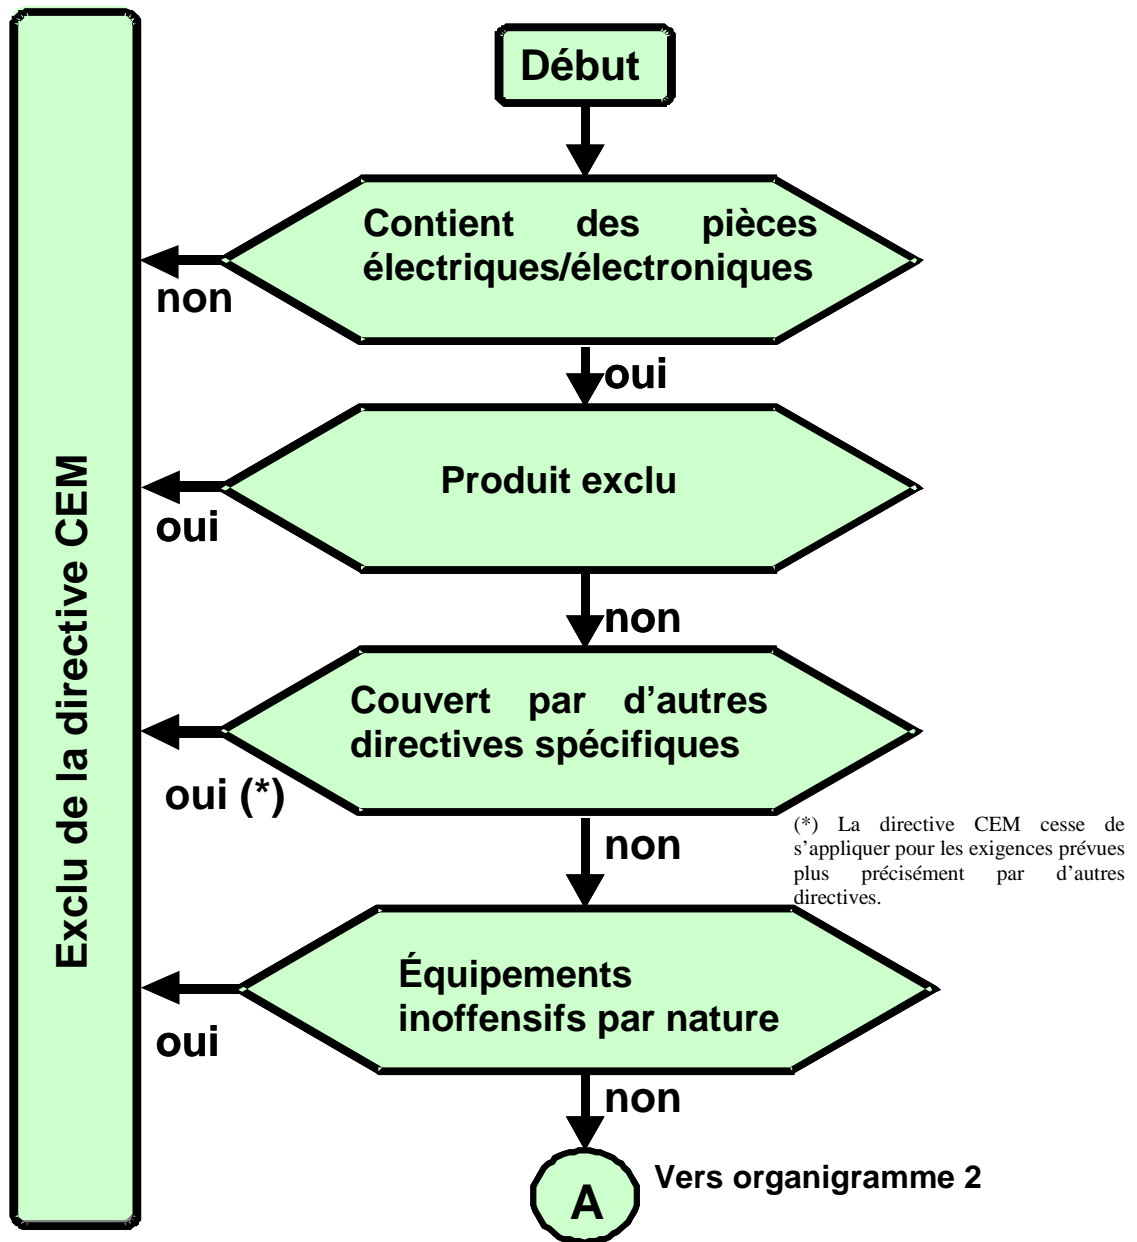 Début
Contient des pièces
électriques/électroniques
non
oui
Produit exclu
oui
non
Couvert par d'autres
directives spécifiques
oui (*)
non
(*) La directive CEM cesse de
s'appliquer pour les exigences prévues
plus précisément par d'autres
directives.
Équipements
inoffensifs par nature
oui
non
A
Vers organigramme 2
Exclu de la directive CEM